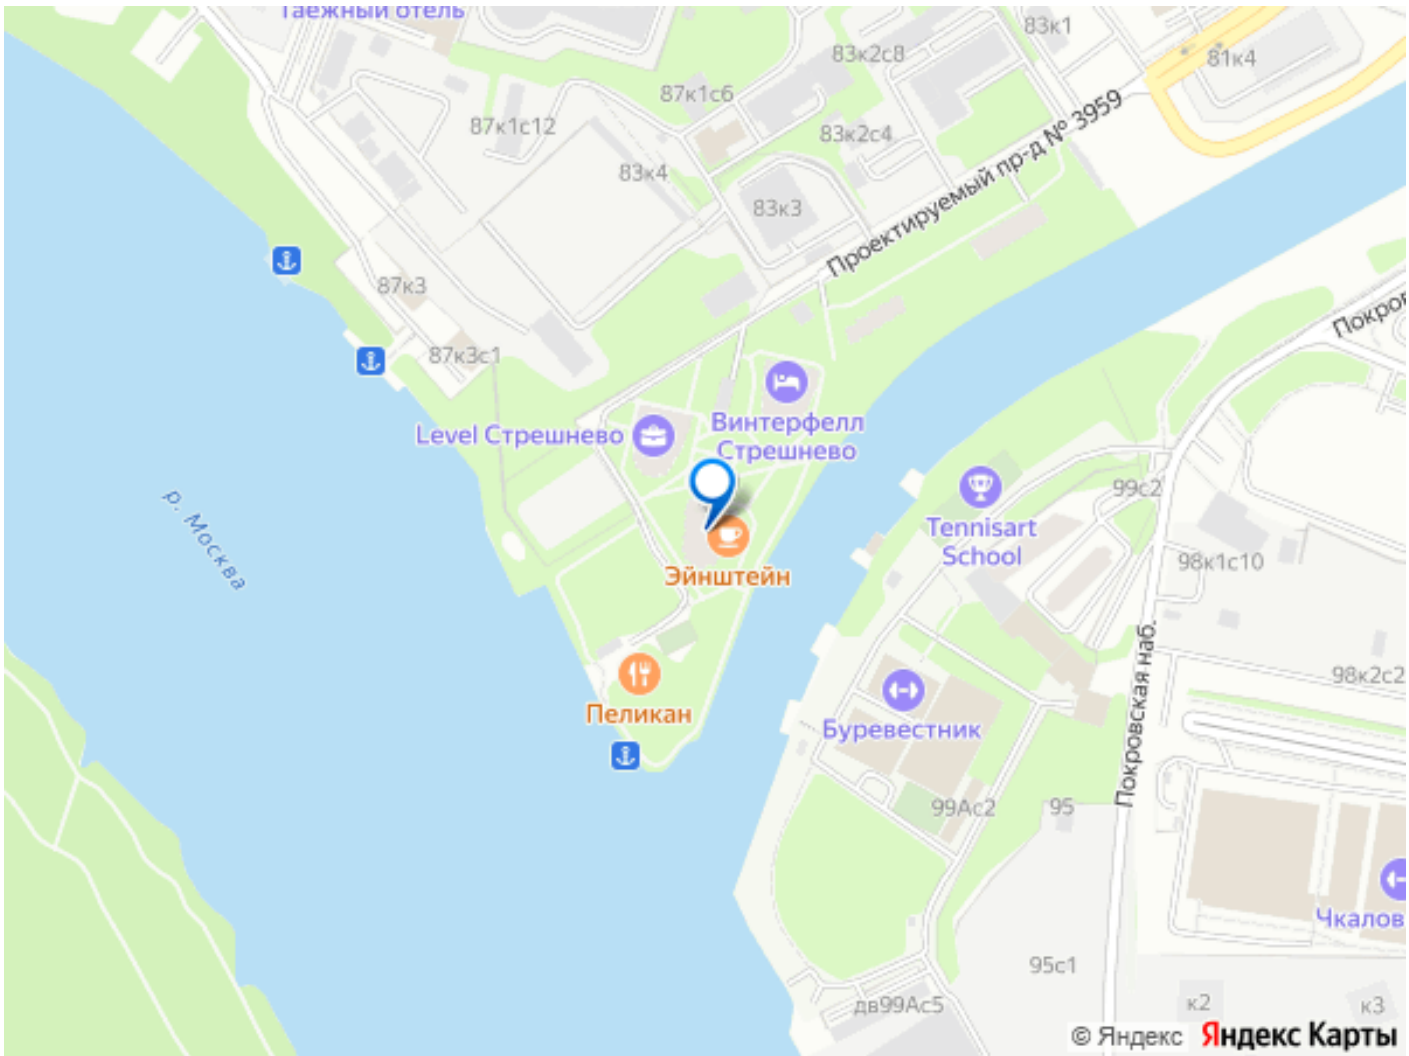 Таёжный отель
83к1
83к2с8
81к4
87к1с6
87к1с12
83к2с4
83к4
83к3
Проектируемый пр-д № 3959
87к3
87к3с1
Покров
Level Стрешнево
Винтерфелл
Стрешнево
р. Москва
99с2
Tennisart
School
98к1с10
Эйнштейн
Покровская наб.
98к2с2
Пеликан
Буревестник
99Ас2
95
Чкалов
95с1
дв99Ас5
к2
к3
© Яндекс
Яндекс Карты